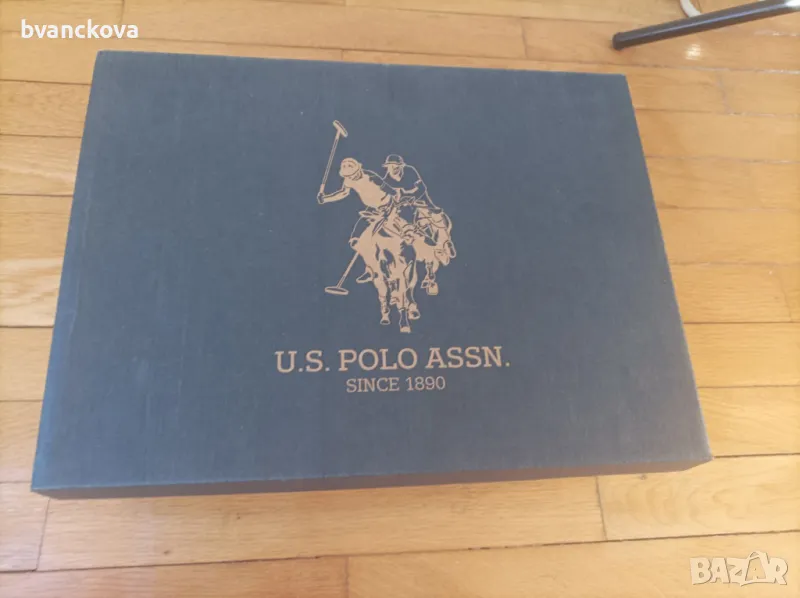 bvanckova
U.S. POLO ASSN.
SINCE 1890
BAZAR